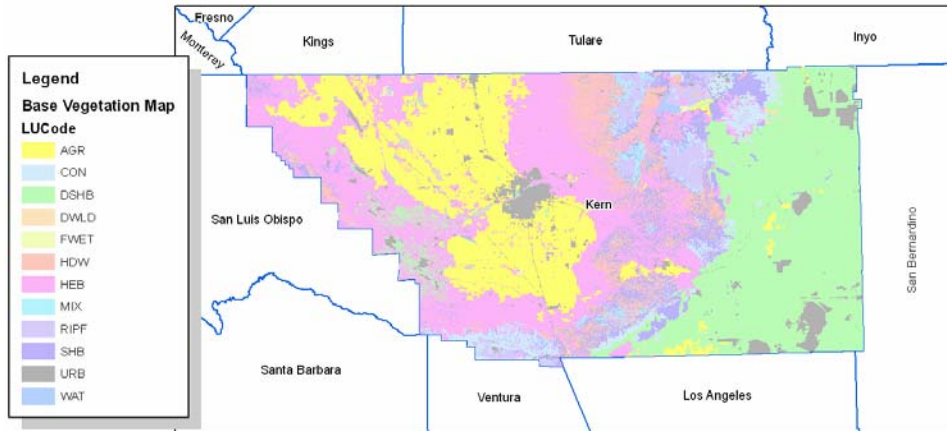 Fresno
Monterey
Kings
Tulare
Inyo
Legend
Base Vegetation Map
LUCode
AGR
CON
DSHB
DWLD
FWET
HDW
HEB
MIX
RIPF
SHB
URB
WAT
San Luis Obispo
Kern
San Bernardino
Santa Barbara
Ventura
Los Angeles